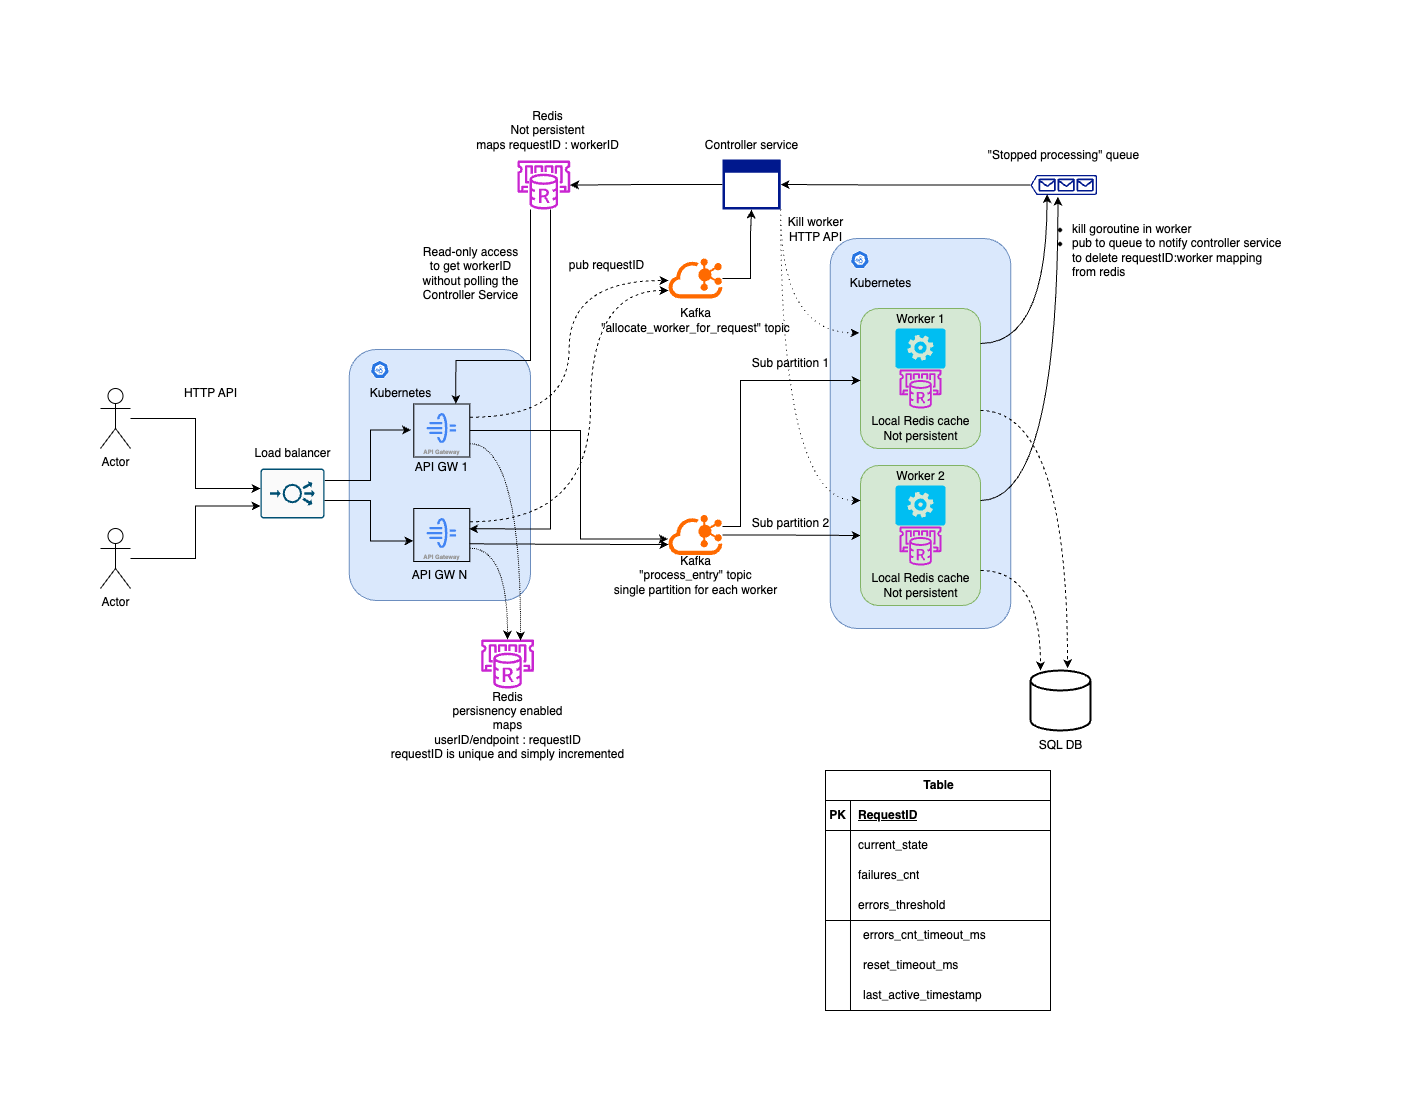 Redis
Not persistent
maps requestID : workerID
Controller service
"Stopped processing" queue
R
Kill worker
HTTP API
kill goroutine in worker
pub to queue to notify controller service
to delete requestID:worker mapping
from redis
Read-only access
to get workerID
without polling the
Controller Service
pub requestID
Kafka
"allocate_worker_for_request" topic
Kubernetes
Worker 1
R
Local Redis cache
Not persistent
Sub partition 1
Kubernetes
HTTP API
API Gateway
API GW 1
Actor
Load balancer
Worker 2
R
Local Redis cache
Not persistent
Sub partition 2
API Gateway
API GW N
Kafka
"process_entry" topic
single partition for each worker
Actor
R
Redis
persisnency enabled
maps
userID/endpoint : requestID
requestID is unique and simply incremented
SQL DB
Table
PK RequestID
current_state
failures_cnt
errors_threshold
errors_cnt_timeout_ms
reset_timeout_ms
last_active_timestamp